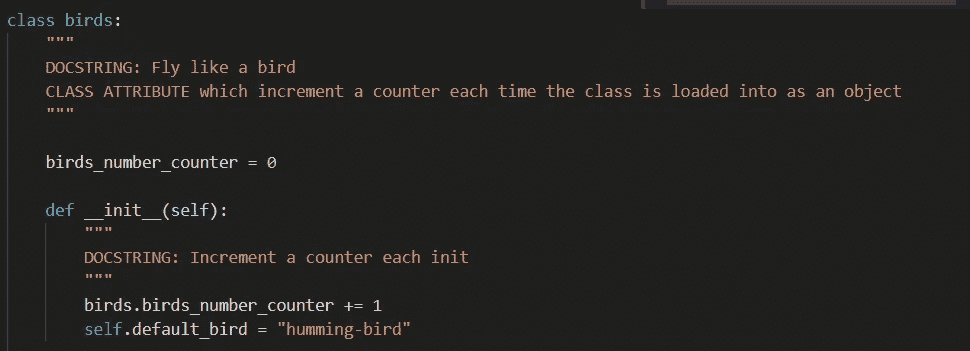 class birds:
    """
    DOCSTRING: Fly like a bird
    CLASS ATTRIBUTE which increment a counter each time the class is loaded into as an object
    """
    birds_number_counter = 0
    def __init__(self):
        """
        DOCSTRING: Increment a counter each init
        """
        birds.birds_number_counter += 1
        self.default_bird = "humming-bird"